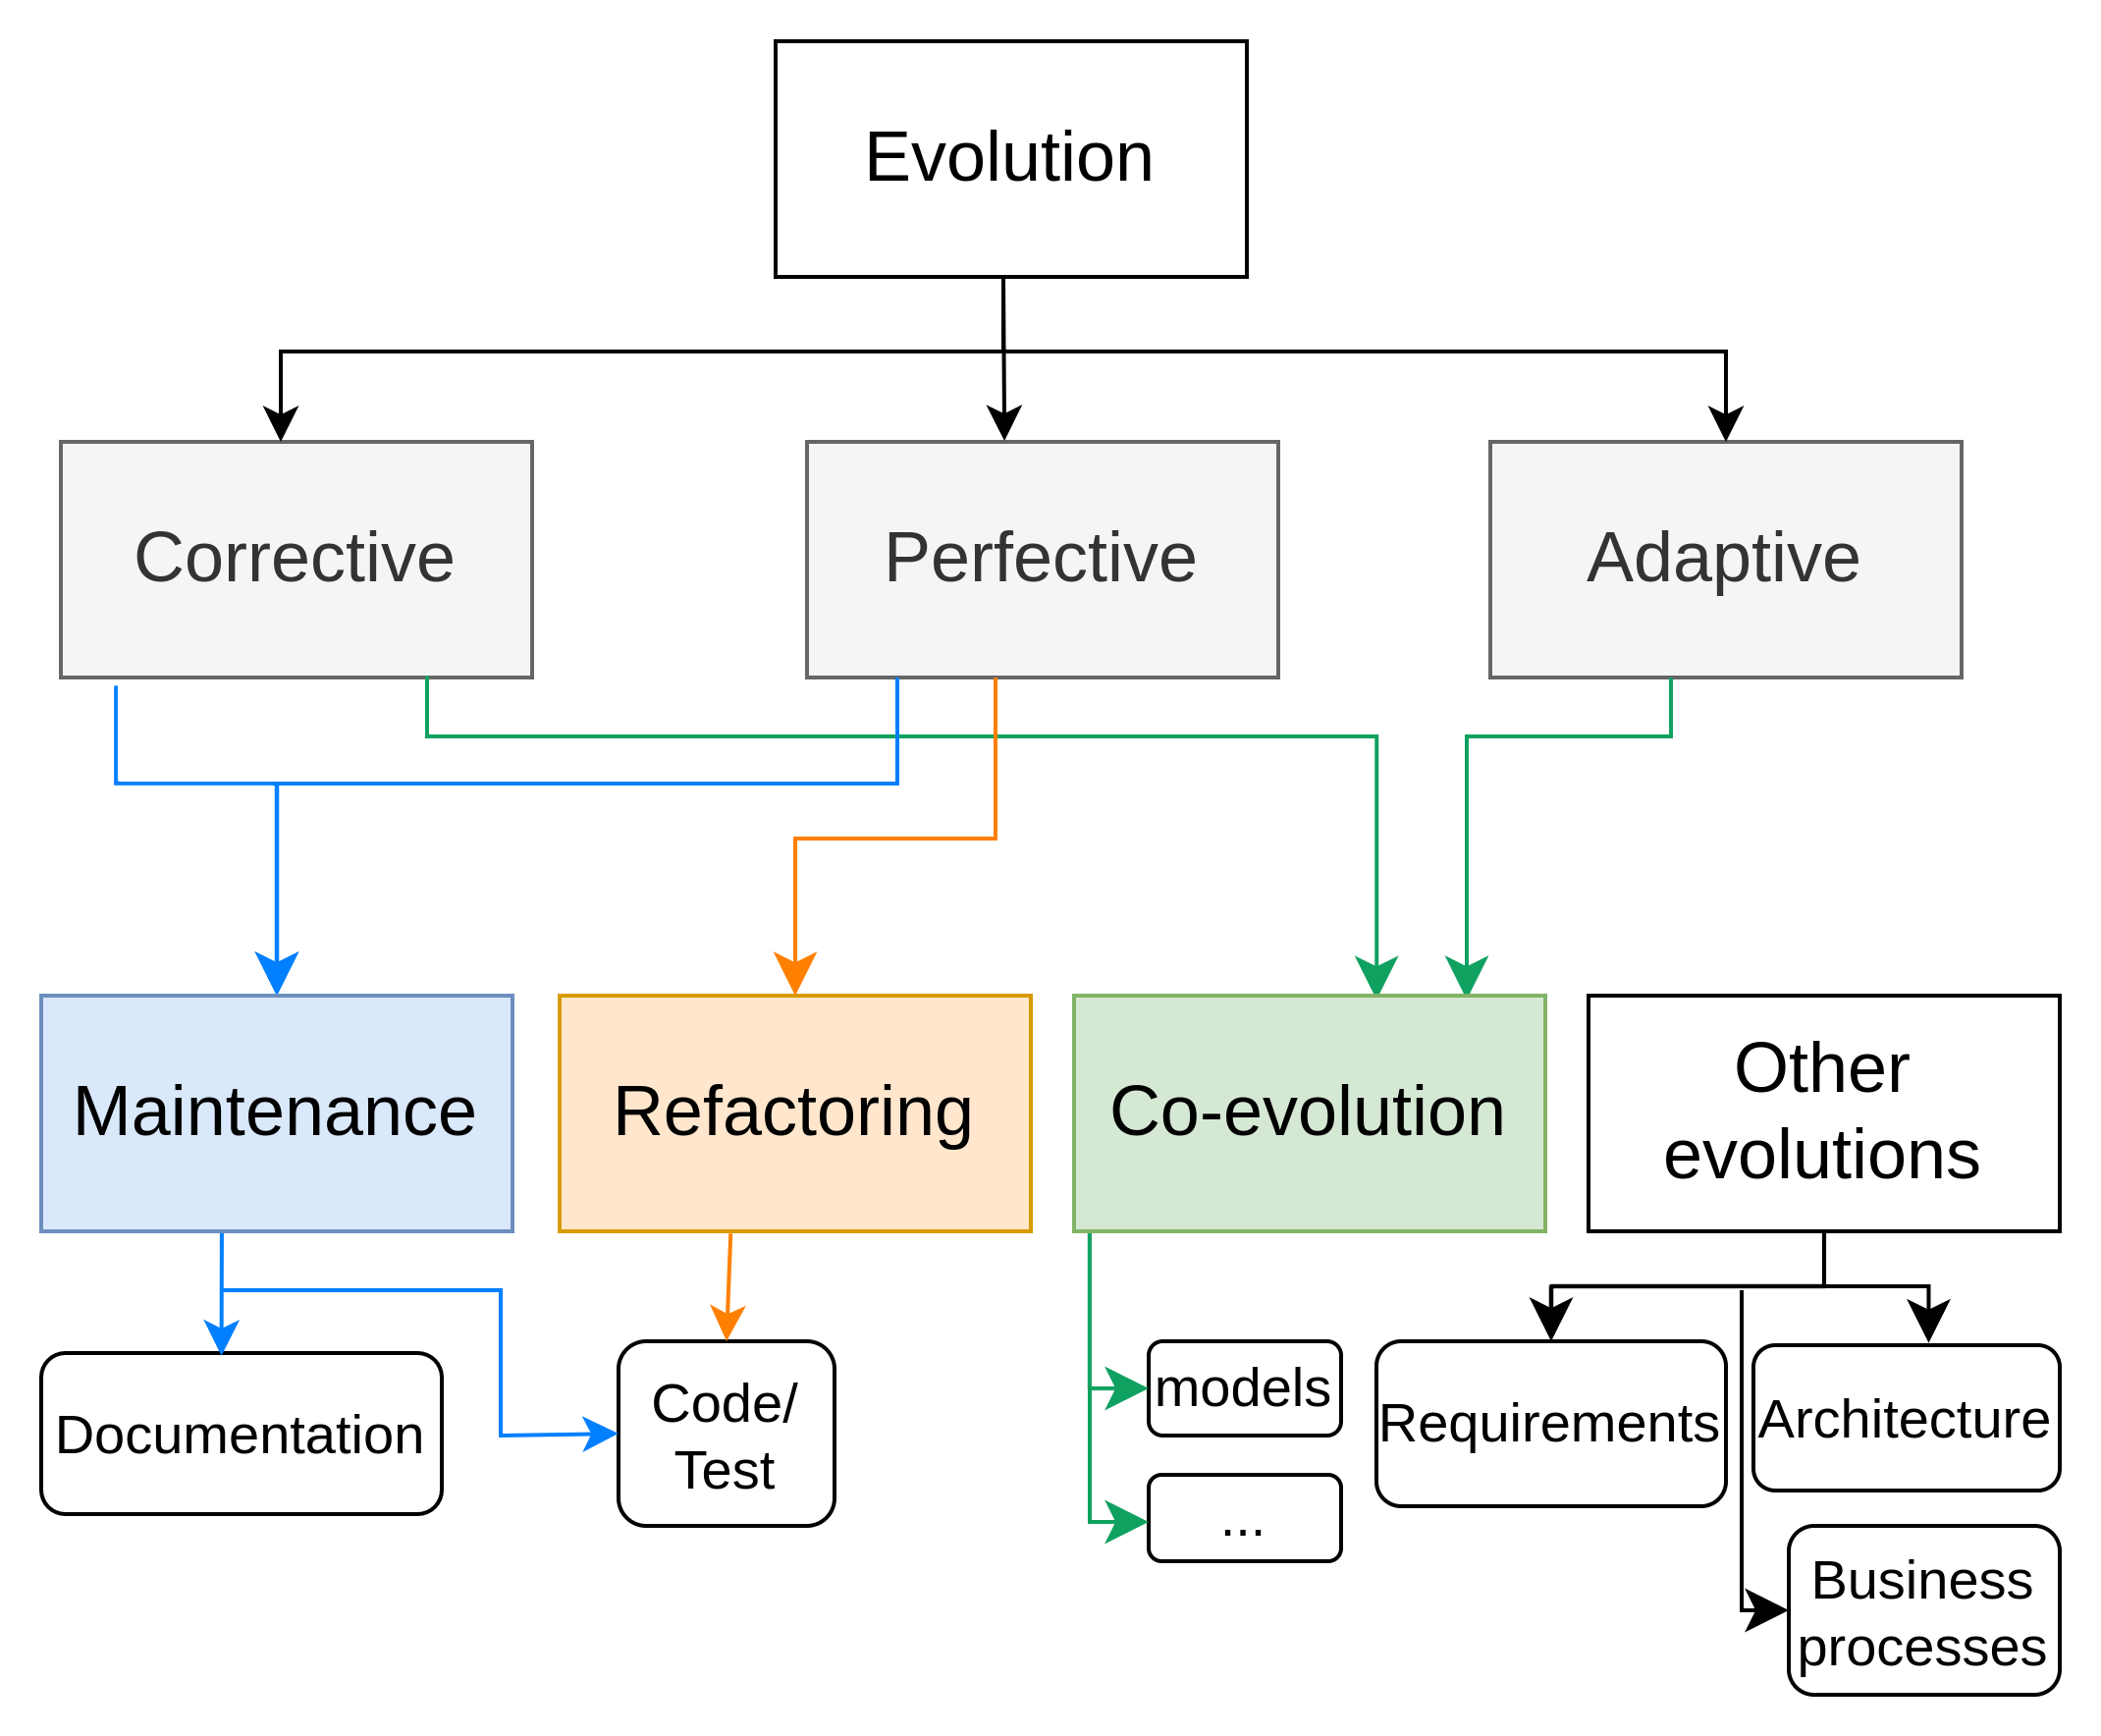 Evolution
Corrective
Perfective
Adaptive
Maintenance
Refactoring
Co-evolution
Other
evolutions
Documentation
Code/
Test
models
...
Requirements
Architecture
Business
processes